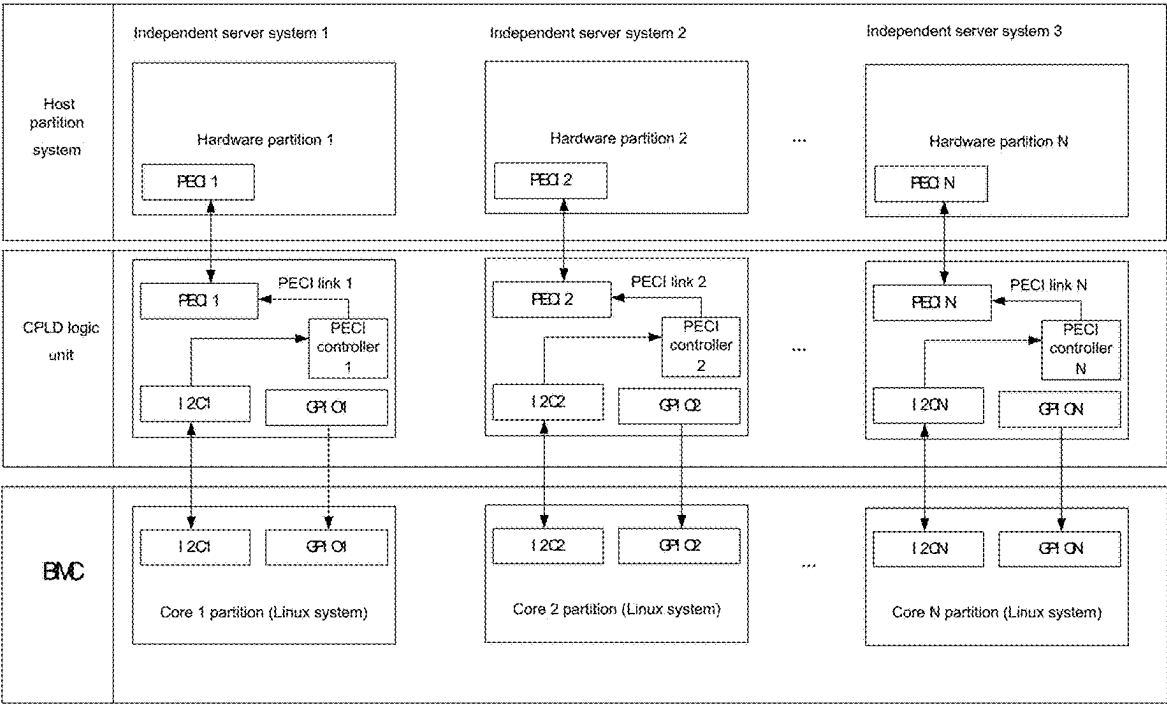 Independent server system 1
Independent server system 2
Independent server system 3
Host
partition
system
Hardware partition 1
Hardware partition 2
...
Hardware partition N
PECI 1
PECI 2
PECI N
CPLD logic
unit
PECI link 1
PECI link 2
PECI link N
PECI 1
PECI 2
PECI N
PECI
controller
1
PECI
controller
2
...
PECI
controller
N
I2C1
GPIO1
I2C2
GPIO2
I2CN
GPION
BMC
I2C1
GPIO1
I2C2
GPIO2
...
I2CN
GPION
Core 1 partition (Linux system)
Core 2 partition (Linux system)
Core N partition (Linux system)